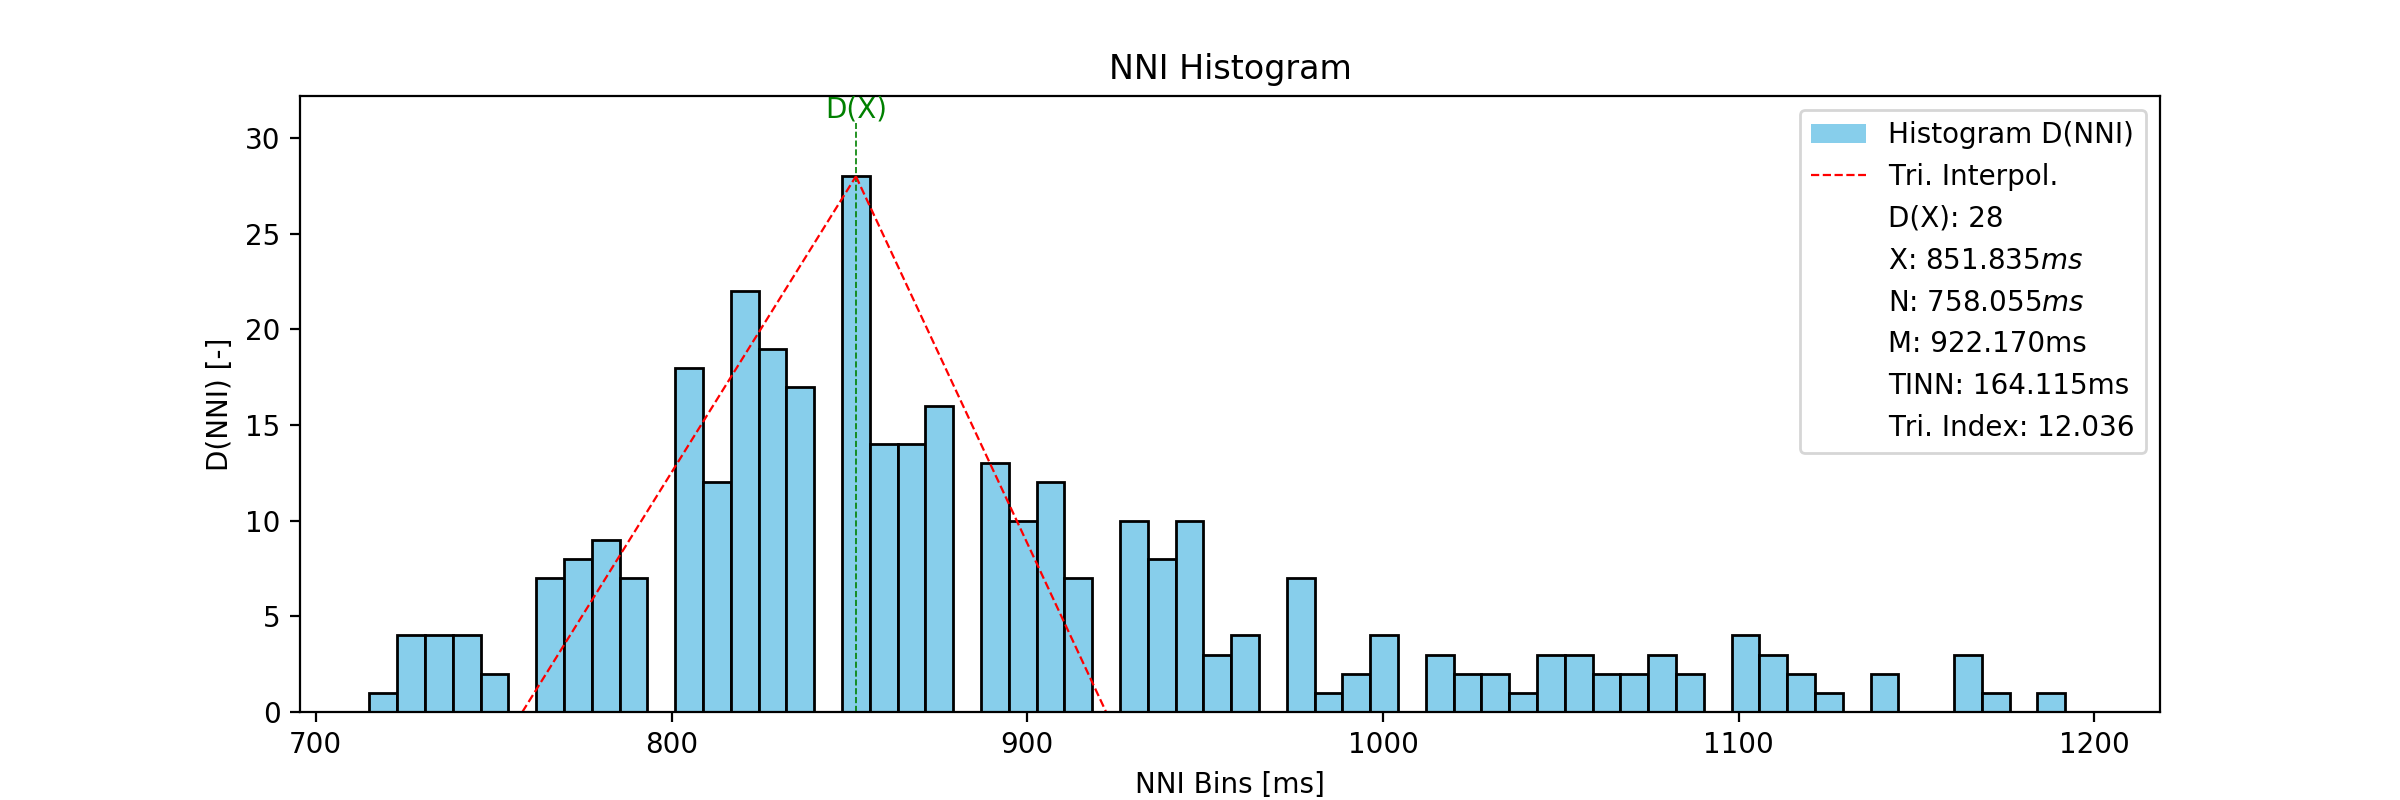 NNI Histogram
D(X)
Histogram D(NNI)
Tri. Interpol.
D(X): 28
X: 851.835ms
N: 758.055ms
M: 922.170ms
TINN: 164.115ms
Tri. Index: 12.036
D(NNI) [-]
30
25
20
15
10
5
0
700 800 900 1000 1100 1200
NNI Bins [ms]